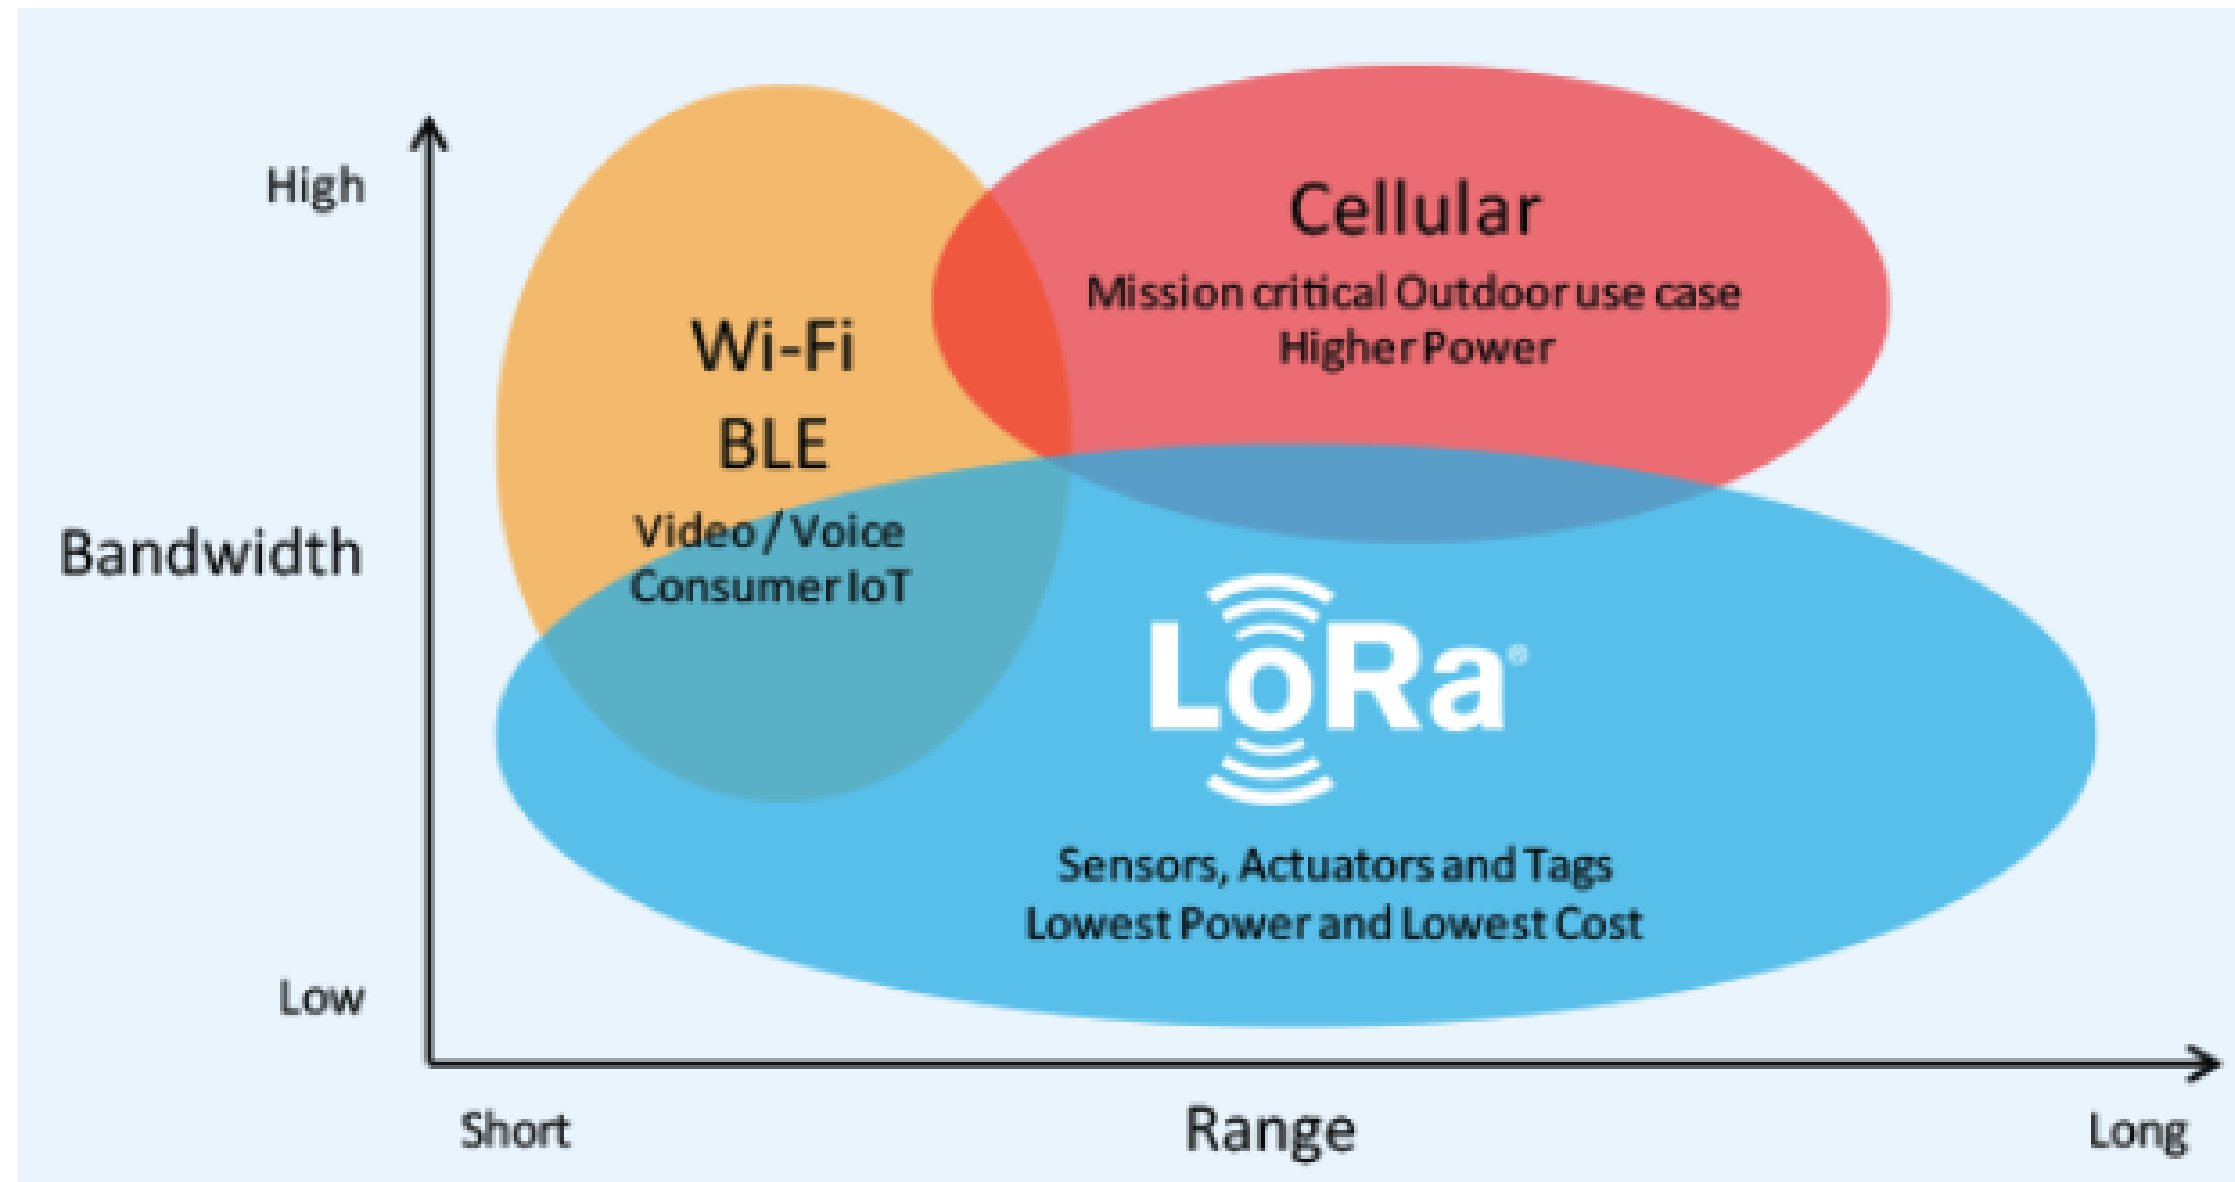 High
Bandwidth
Low
Wi-Fi
BLE
Video / Voice
Consumer IoT
Cellular
Mission critical Outdoor use case
Higher Power
LoRa®
Sensors, Actuators and Tags
Lowest Power and Lowest Cost
Short
Range
Long